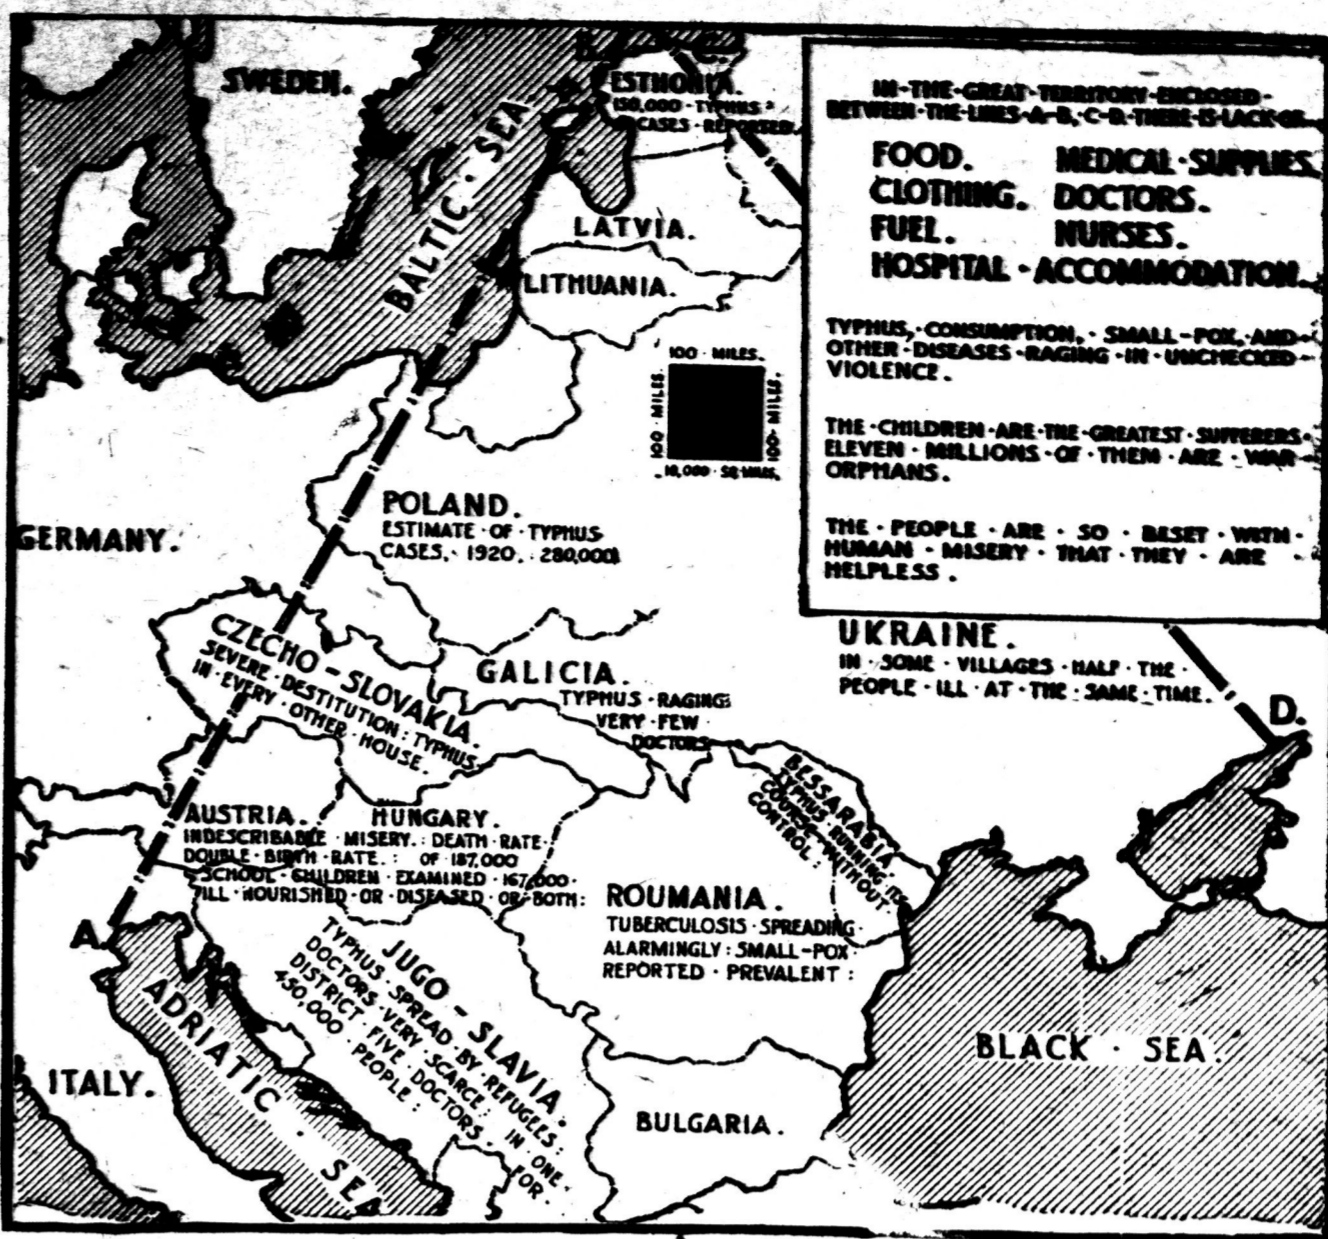 SWEDEN.
BALTIC · SEA
B.
C.
ESTHONIA.
150,000 · TYPHUS
CASES · REPORTED.
LATVIA.
LITHUANIA.
100 · MILES.
100 · MILES.
100 · MILES.
10,000 · SQ · MILES.
IN · THE · GREAT · TERRITORY · ENCLOSED ·
BETWEEN · THE · LINES · A - B, · C - D. THERE · IS · LACK · OF
FOOD. MEDICAL · SUPPLIES.
CLOTHING. DOCTORS.
FUEL. NURSES.
HOSPITAL · ACCOMMODATION.
TYPHUS, · CONSUMPTION, · SMALL - POX, · AND
OTHER · DISEASES · RAGING · IN · UNCHECKED
VIOLENCE.
THE · CHILDREN · ARE · THE · GREATEST · SUFFERERS ·
ELEVEN · MILLIONS · OF · THEM · ARE · WAR
ORPHANS.
THE · PEOPLE · ARE · SO · BESET · WITH ·
HUMAN · MISERY · THAT · THEY · ARE
HELPLESS.
GERMANY.
POLAND.
ESTIMATE · OF · TYPHUS
CASES, · 1920, : 280,000
CZECHO - SLOVAKIA.
SEVERE · DESTITUTION : TYPHUS
IN · EVERY · OTHER · HOUSE.
GALICIA.
TYPHUS · RAGING:
VERY · FEW ·
DOCTORS
UKRAINE.
IN · SOME · VILLAGES · HALF · THE ·
PEOPLE · ILL · AT · THE · SAME · TIME.
D.
BESSARABIA
TYPHUS RUNNING ITS
COURSE WITHOUT
CONTROL :
AUSTRIA. HUNGARY.
INDESCRIBABLE · MISERY. : DEATH · RATE ·
DOUBLE · BIRTH · RATE. : OF · 187,000
SCHOOL · CHILDREN · EXAMINED · 167,000 ·
ILL · NOURISHED · OR · DISEASED · OR · BOTH :
ROUMANIA.
TUBERCULOSIS · SPREADING ·
ALARMINGLY : SMALL - POX ·
REPORTED · PREVALENT :
A.
JUGO - SLAVIA.
TYPHUS · SPREAD · BY · REFUGEES :
DOCTORS · VERY · SCARCE : IN · ONE ·
DISTRICT · FIVE · DOCTORS · FOR ·
450,000 · PEOPLE :
ADRIATIC · SEA
ITALY.
BULGARIA.
BLACK · SEA.